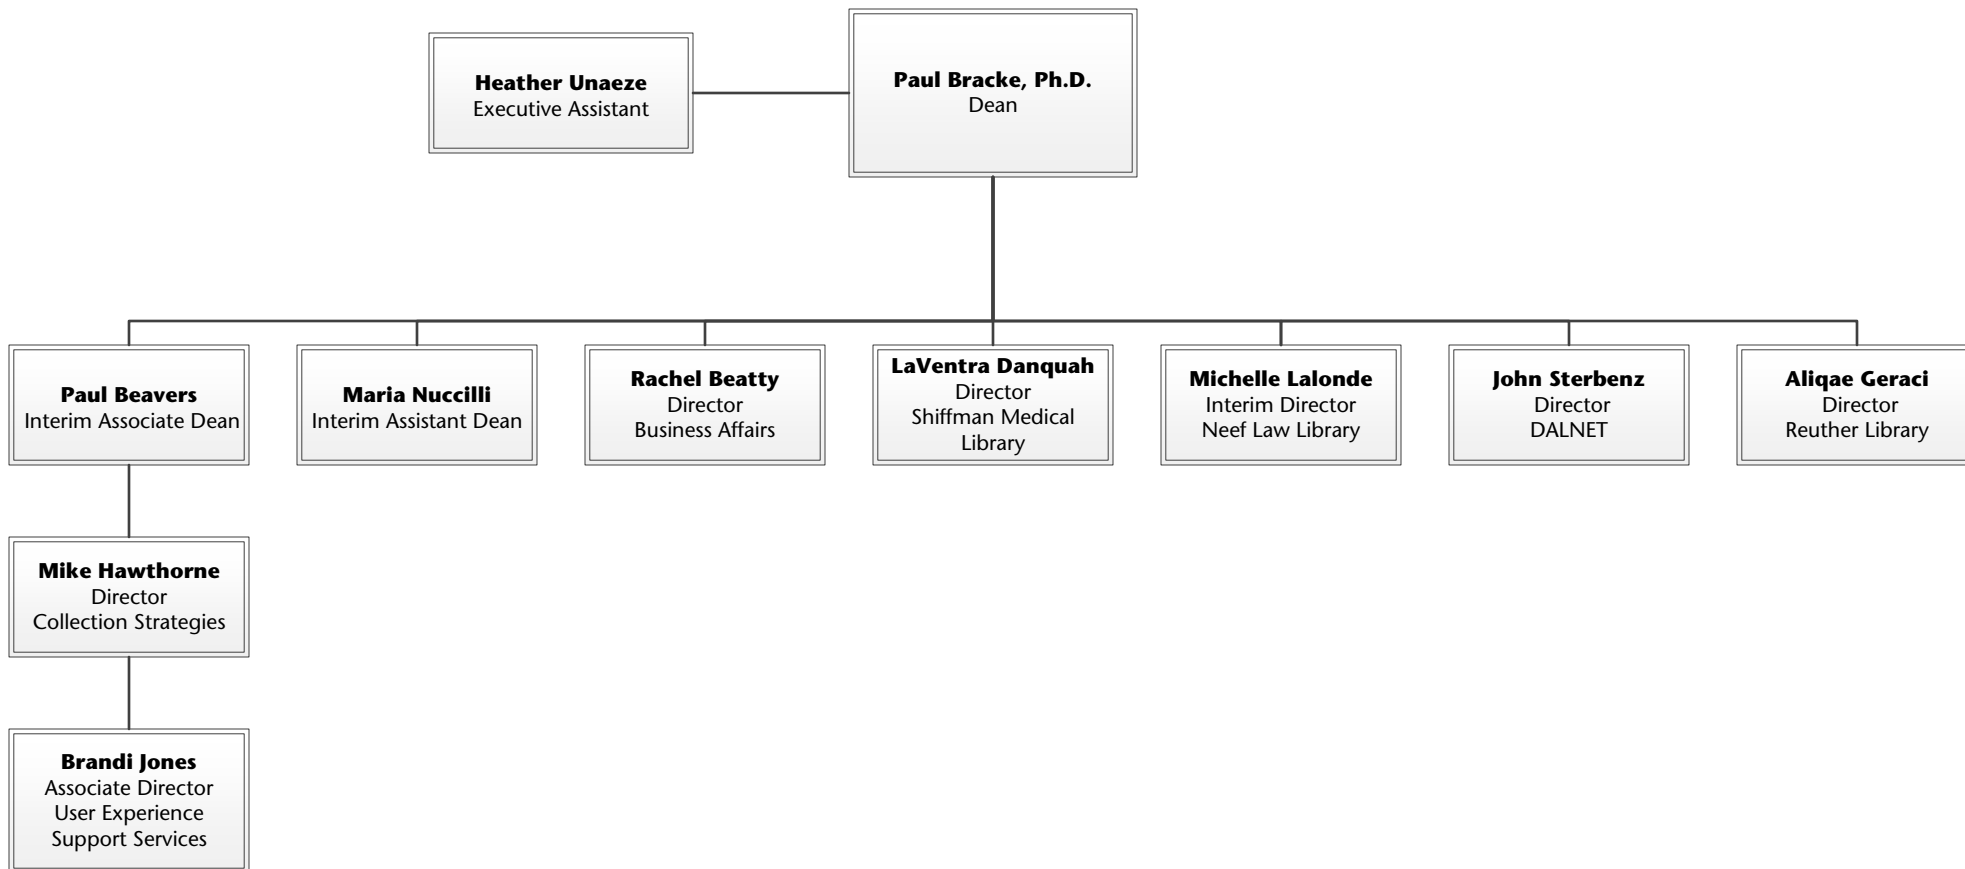 Heather Unaeze
Executive Assistant
Paul Bracke, Ph.D.
Dean
Paul Beavers
Interim Associate Dean
Maria Nuccilli
Interim Assistant Dean
Rachel Beatty
Director
Business Affairs
LaVentra Danquah
Director
Shiffman Medical
Library
Michelle Lalonde
Interim Director
Neef Law Library
John Sterbenz
Director
DALNET
Aliqae Geraci
Director
Reuther Library
Mike Hawthorne
Director
Collection Strategies
Brandi Jones
Associate Director
User Experience
Support Services